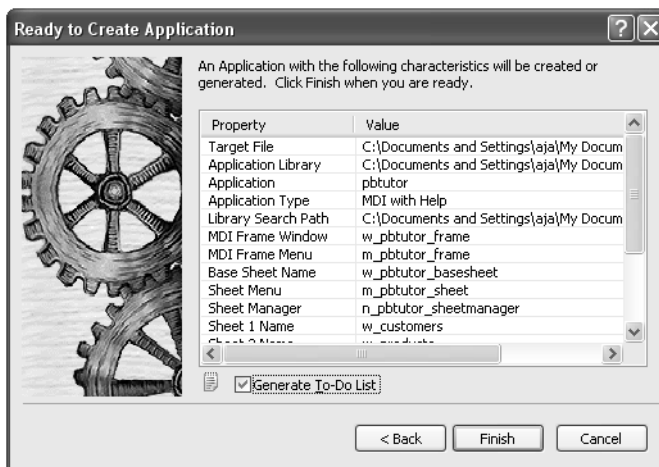 Ready to Create Application
An Application with the following characteristics will be created or
generated. Click Finish when you are ready.
Property Value
Target File C:\Documents and Settings\aja\My Docum
Application Library C:\Documents and Settings\aja\My Docum
Application pbtutor
Application Type MDI with Help
Library Search Path C:\Documents and Settings\aja\My Docum
MDI Frame Window w_pbtutor_frame
MDI Frame Menu m_pbtutor_frame
Base Sheet Name w_pbtutor_basesheet
Sheet Menu m_pbtutor_sheet
Sheet Manager n_pbtutor_sheetmanager
Sheet 1 Name w_customers
Sheet 2 Name w_products
Generate To-Do List
< Back Finish Cancel